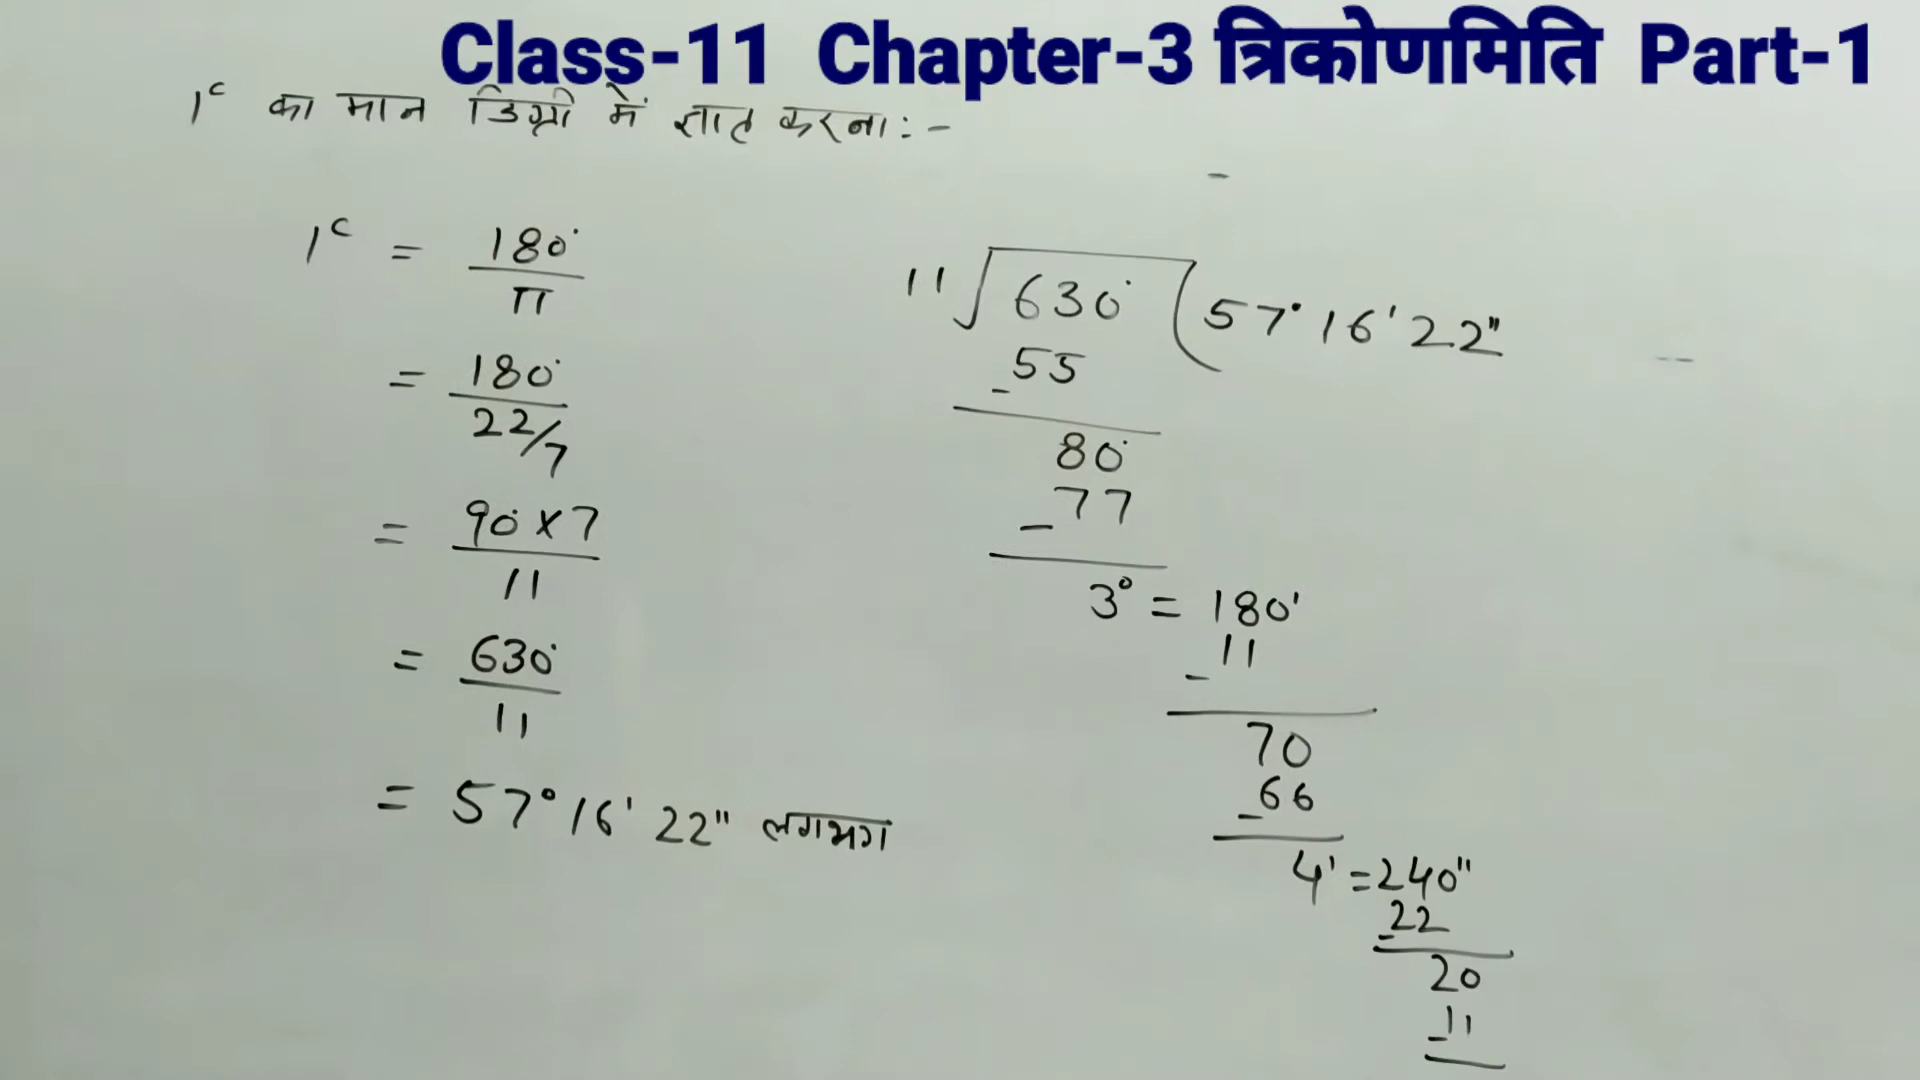 Class-11 Chapter-3 त्रिकोणमिति Part-1
1ᶜ का मान डिग्री में ज्ञात करना :-
1ᶜ = 180° / π
= 180° / 22/7
= 90° × 7 / 11
= 630° / 11
= 57° 16' 22" लगभग
11 √ 630° ( 57° 16' 22"
- 55
80°
- 77
3° = 180'
- 11
70
- 66
4' = 240"
- 22
20
- 11